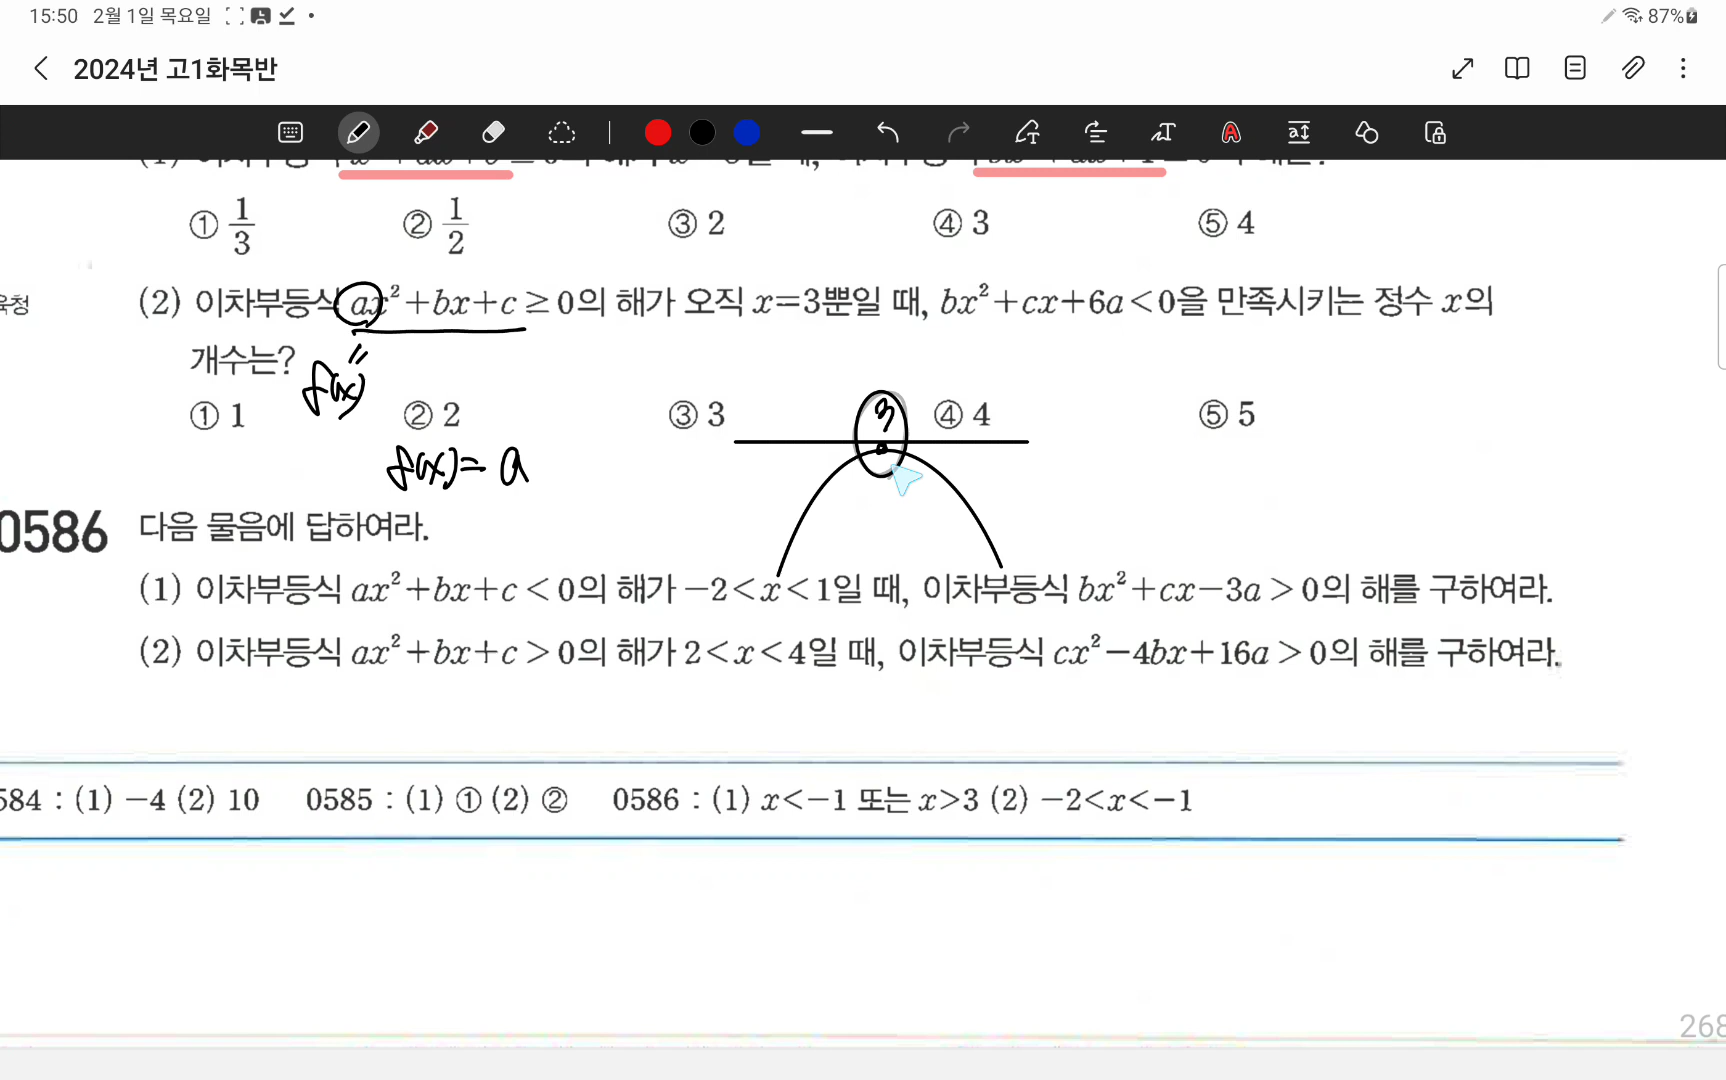 15:50 2월 1일 목요일
87%
2024년 고1화목반
① 1/3 ② 1/2 ③ 2 ④ 3 ⑤ 4
육청
(2) 이차부등식 ax²+bx+c≥0의 해가 오직 x=3뿐일 때, bx²+cx+6a<0을 만족시키는 정수 x의
개수는?
f(x)
3
① 1 ② 2 ③ 3 ④ 4 ⑤ 5
f(x)= a
0586 다음 물음에 답하여라.
(1) 이차부등식 ax²+bx+c<0의 해가 −2<x<1일 때, 이차부등식 bx²+cx−3a>0의 해를 구하여라.
(2) 이차부등식 ax²+bx+c>0의 해가 2<x<4일 때, 이차부등식 cx²−4bx+16a>0의 해를 구하여라.
584 : (1) −4 (2) 10 0585 : (1) ① (2) ② 0586 : (1) x<−1 또는 x>3 (2) −2<x<−1
268